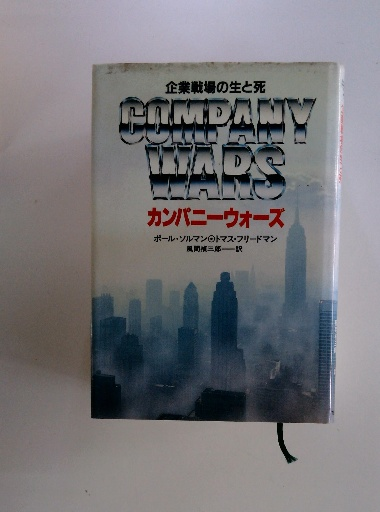 企業戦場の生と死
COMPANY
WARS
カンパニーウォーズ
ポール・ソルマン⊙トマス・フリードマン
風間禎三郎――訳